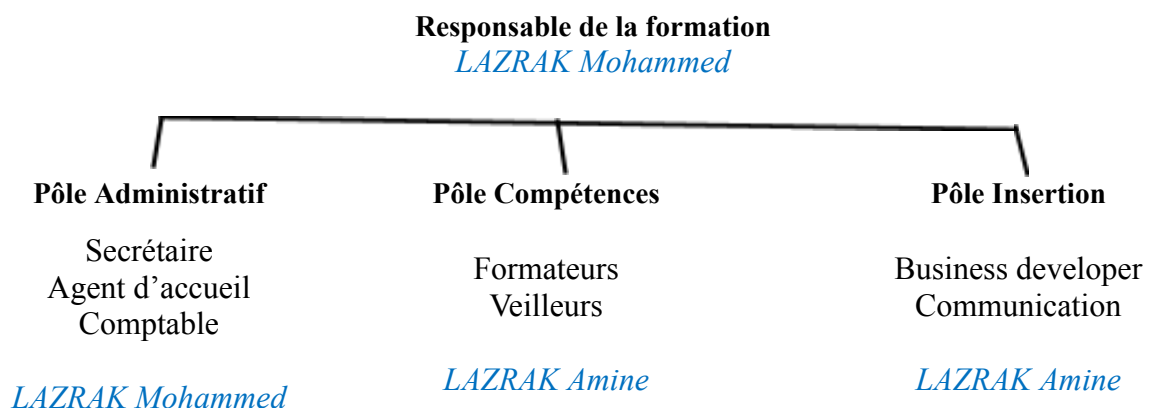 Responsable de la formation
LAZRAK Mohammed
Pôle Administratif
Secrétaire
Agent d’accueil
Comptable
LAZRAK Mohammed
Pôle Compétences
Formateurs
Veilleurs
LAZRAK Amine
Pôle Insertion
Business developer
Communication
LAZRAK Amine